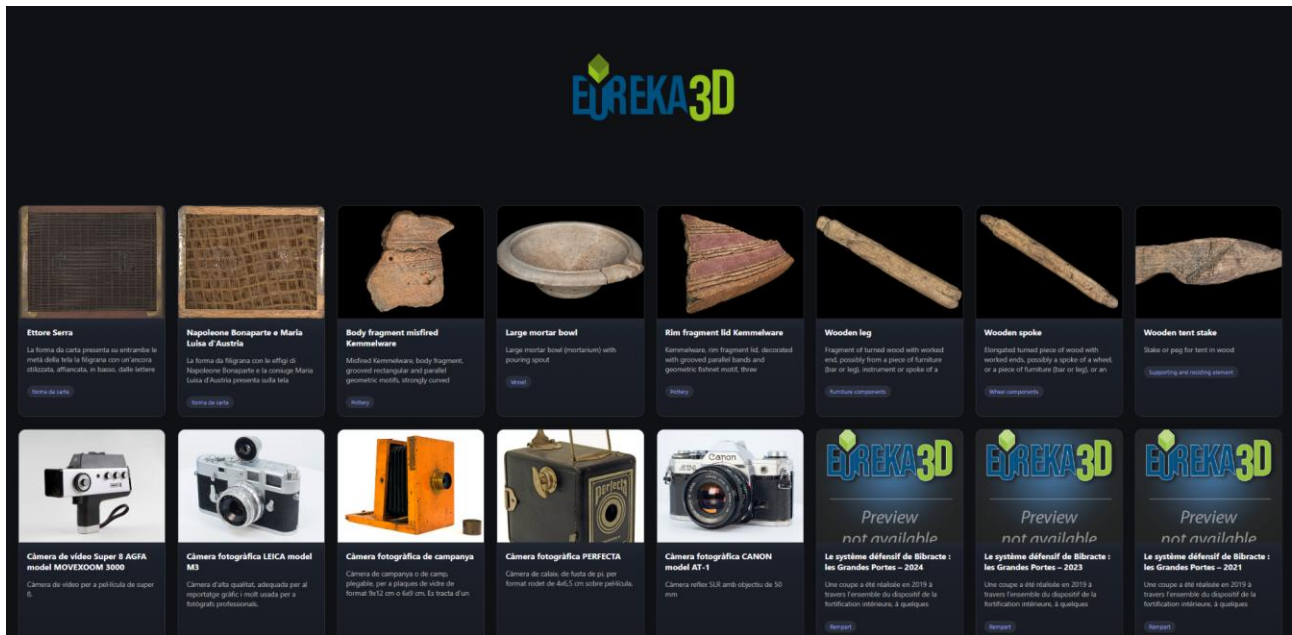 EUREKA3D
Ettore Serra
La forma da carta presenta su entrambe le
metà della tela la filigrana con un'ancora
stilizzata, affiancata, in basso, dalle lettere
forma da carta
Napoleone Bonaparte e Maria
Luisa d'Austria
La forma da filigrana con le effigi di
Napoleone Bonaparte e la coniuge Maria
Luisa d'Austria presenta sulla tela
forma da carta
Body fragment misfired
Kemmelware
Misfired Kemmelware, body fragment,
grooved rectangular and parallel
geometric motifs, strongly curved
Pottery
Large mortar bowl
Large mortar bowl (mortarium) with
pouring spout
Vessel
Rim fragment lid Kemmelware
Kemmelware, rim fragment lid, decorated
with grooved parallel bands and
geometric fishnet motif, three
Pottery
Wooden leg
Fragment of turned wood with worked
end, possibly from a piece of furniture
(bar or leg), instrument or spoke of a
Furniture components
Wooden spoke
Elongated turned piece of wood with
worked ends, possibly a spoke of a wheel,
or a piece of furniture (bar or leg), or an
Wheel components
Wooden tent stake
Stake or peg for tent in wood
Supporting and resisting element
Càmera de vídeo Super 8 AGFA
model MOVEXOOM 3000
Càmera de vídeo per a pel·lícula de super
8.
Càmera fotogràfica LEICA model
M3
Càmera d'alta qualitat, adequada per al
reportatge gràfic i molt usada per a
fotògrafs professionals.
Càmera fotogràfica de campanya
Càmera de campanya o de camp,
plegable, per a plaques de vidre de
format 9x12 cm o 6x9 cm. Es tracta d'un
Perfecta
Càmera fotogràfica PERFECTA
Càmera de calaix, de fusta de pi, per
format rodet de 4x6,5 cm sobre pel·lícula.
Canon
Càmera fotogràfica CANON
model AT-1
Càmera reflex SLR amb objectiu de 50
mm
EUREKA3D
Preview
not available
Le système défensif de Bibracte :
les Grandes Portes – 2024
Une coupe a été réalisée en 2019 à
travers l'ensemble du dispositif de la
fortification intérieure, à quelques
Rempart
EUREKA3D
Preview
not available
Le système défensif de Bibracte :
les Grandes Portes – 2023
Une coupe a été réalisée en 2019 à
travers l'ensemble du dispositif de la
fortification intérieure, à quelques
Rempart
EUREKA3D
Preview
not available
Le système défensif de Bibracte :
les Grandes Portes – 2021
Une coupe a été réalisée en 2019 à
travers l'ensemble du dispositif de la
fortification intérieure, à quelques
Rempart